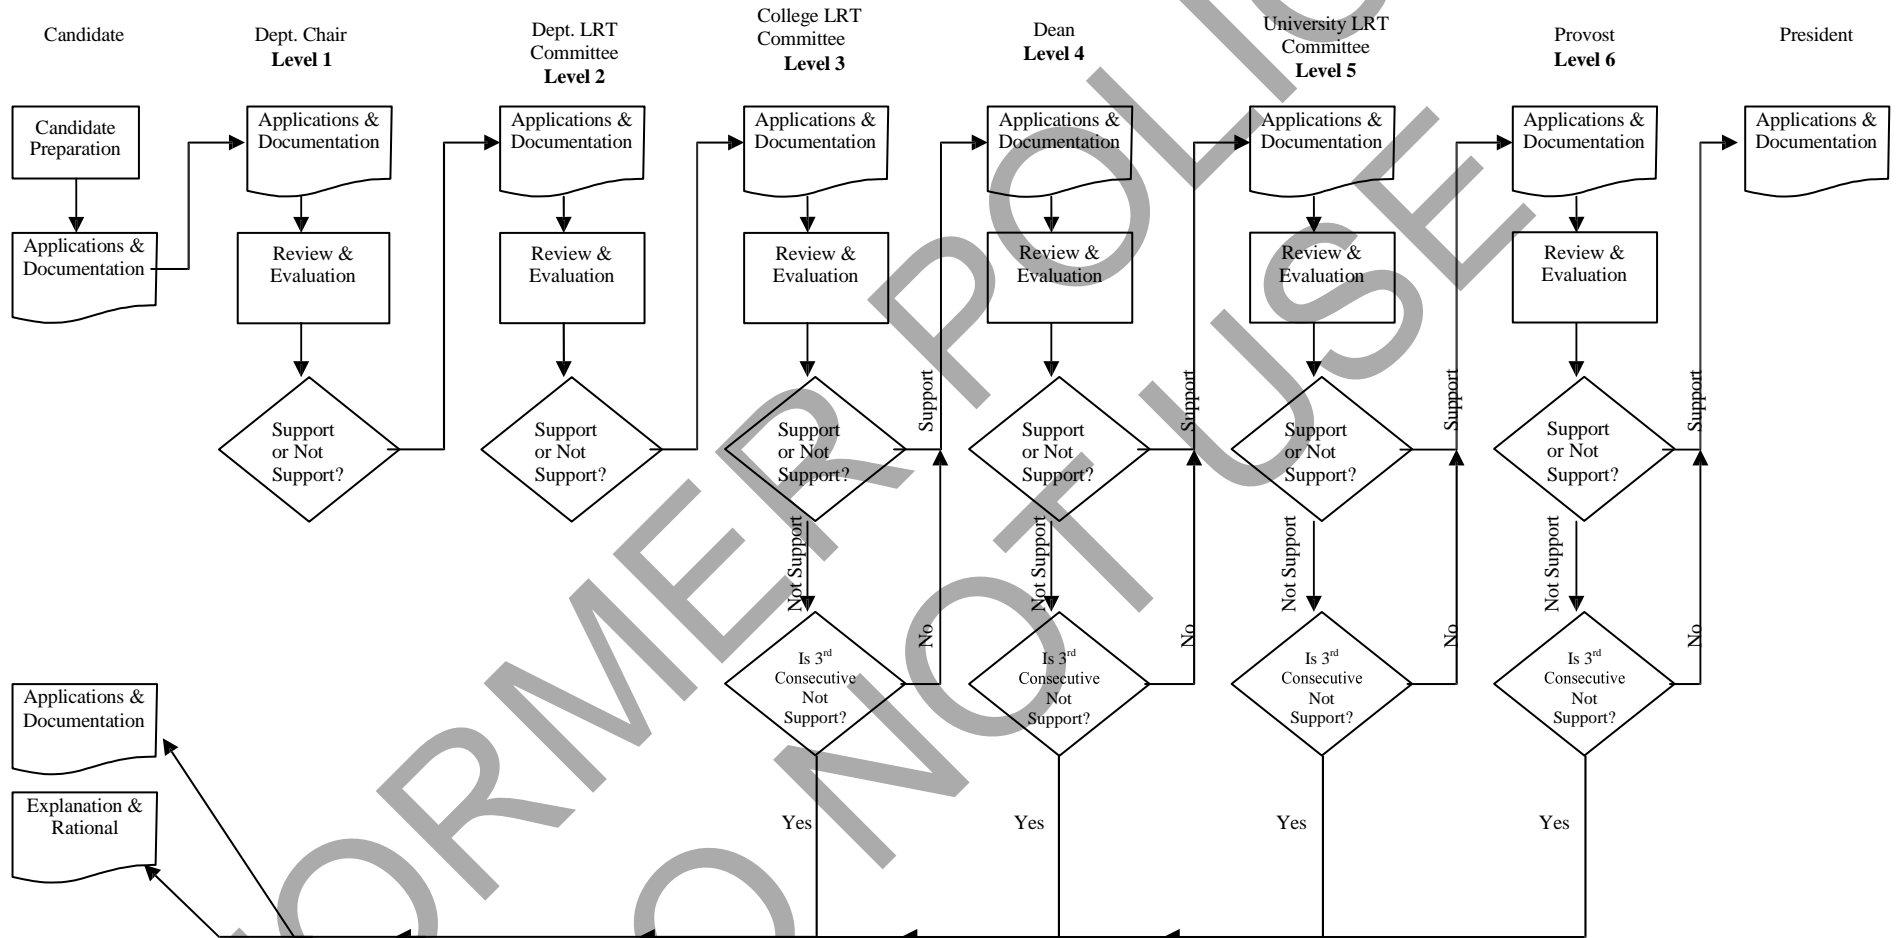 Candidate
Dept. Chair
Level 1
Dept. LRT
Committee
Level 2
College LRT
Committee
Level 3
Dean
Level 4
University LRT
Committee
Level 5
Provost
Level 6
President
Candidate
Preparation
Applications &
Documentation
Applications &
Documentation
Applications &
Documentation
Applications &
Documentation
Applications &
Documentation
Applications &
Documentation
Applications &
Documentation
Applications &
Documentation
Review &
Evaluation
Review &
Evaluation
Review &
Evaluation
Review &
Evaluation
Review &
Evaluation
Review &
Evaluation
Support
or Not
Support?
Support
or Not
Support?
Support
or Not
Support?
Support
or Not
Support?
Support
or Not
Support?
Support
or Not
Support?
Support
Support
Support
Support
Not Support
Not Support
Not Support
Not Support
No
No
No
No
Is 3rd
Consecutive
Not
Support?
Is 3rd
Consecutive
Not
Support?
Is 3rd
Consecutive
Not
Support?
Is 3rd
Consecutive
Not
Support?
Applications &
Documentation
Explanation &
Rational
Yes
Yes
Yes
Yes
ORMER POLIC
O NOT USE